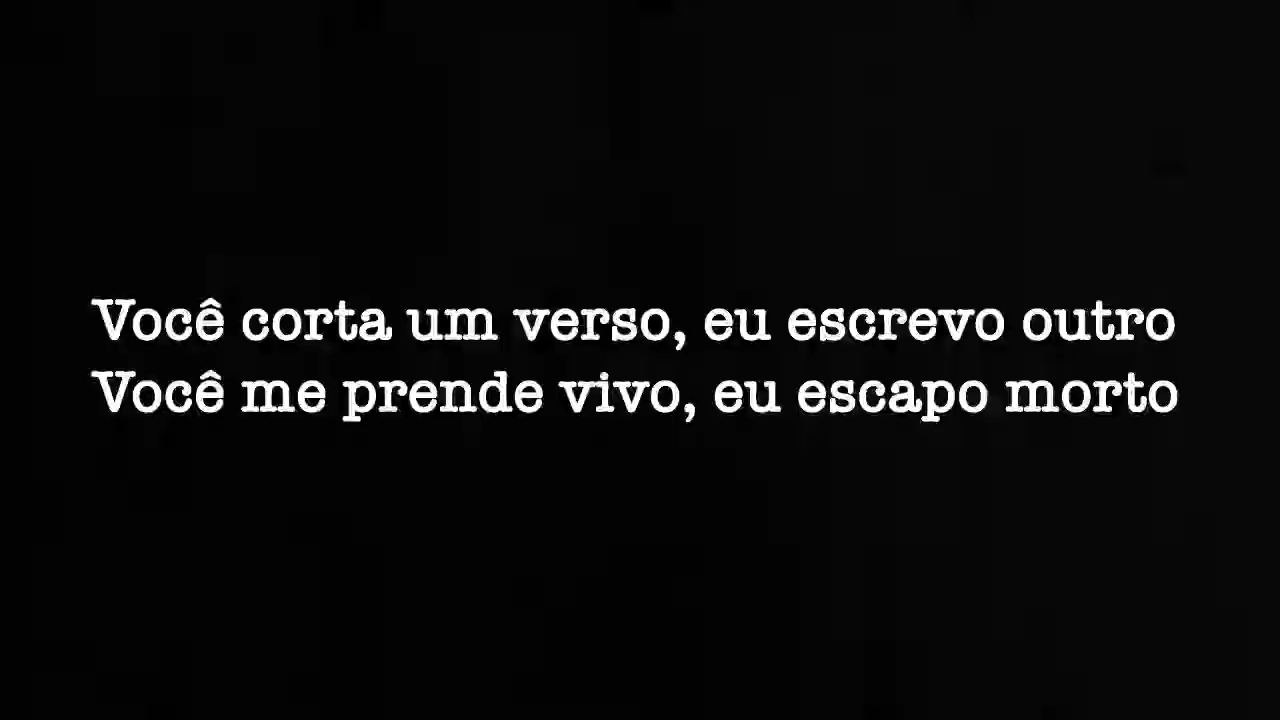 Você corta um verso, eu escrevo outro
Você me prende vivo, eu escapo morto